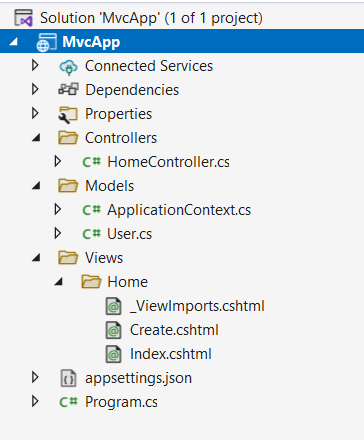 Solution 'MvcApp' (1 of 1 project)
MvcApp
Connected Services
Dependencies
Properties
Controllers
C# HomeController.cs
Models
C# ApplicationContext.cs
C# User.cs
Views
Home
_ViewImports.cshtml
Create.cshtml
Index.cshtml
appsettings.json
C# Program.cs